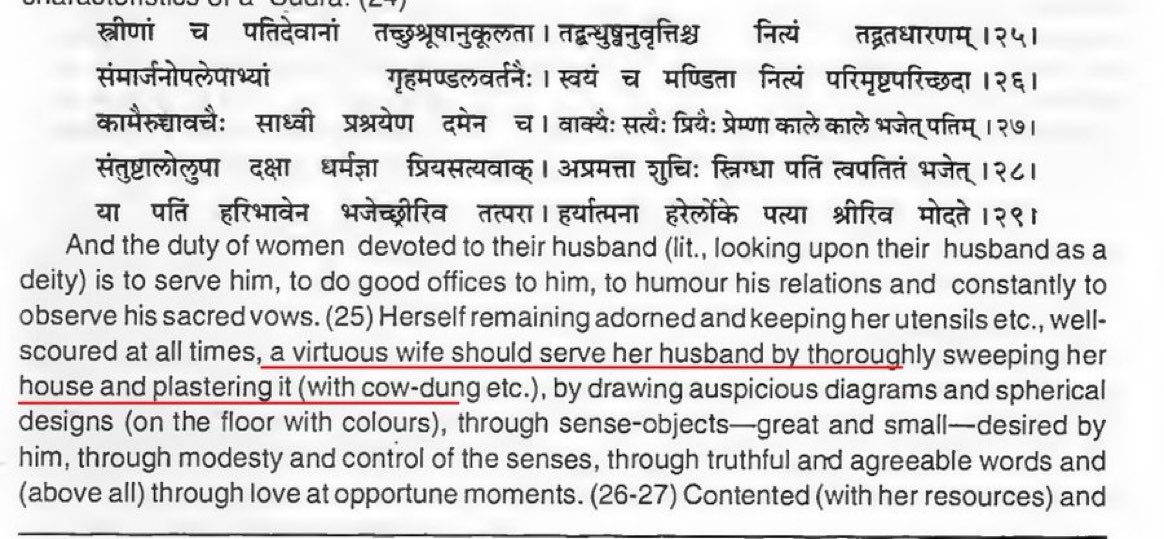 characteristics of a Śūdra. (24)
स्त्रीणां च पतिदेवानां तच्छुश्रूषानुकूलता । तद्बन्धुष्वनुवृत्तिश्च नित्यं तद्व्रतधारणम् ।२५।
संमार्जनोपलेपाभ्यां गृहमण्डलवर्तनैः । स्वयं च मण्डिता नित्यं परिमृष्टपरिच्छदा ।२६।
कामैरुच्चावचैः साध्वी प्रश्रयेण दमेन च । वाक्यैः सत्यैः प्रियैः प्रेम्णा काले काले भजेत् पतिम् ।२७।
संतुष्टालोलुपा दक्षा धर्मज्ञा प्रियसत्यवाक् । अप्रमत्ता शुचिः स्निग्धा पतिं त्वपतितं भजेत् ।२८।
या पतिं हरिभावेन भजेच्छ्रीरिव तत्परा । हर्यात्मना हरेर्लोके पत्या श्रीरिव मोदते ।२९।
And the duty of women devoted to their husband (lit., looking upon their husband as a
deity) is to serve him, to do good offices to him, to humour his relations and constantly to
observe his sacred vows. (25) Herself remaining adorned and keeping her utensils etc., well-
scoured at all times, a virtuous wife should serve her husband by thoroughly sweeping her
house and plastering it (with cow-dung etc.), by drawing auspicious diagrams and spherical
designs (on the floor with colours), through sense-objects—great and small—desired by
him, through modesty and control of the senses, through truthful and agreeable words and
(above all) through love at opportune moments. (26-27) Contented (with her resources) and